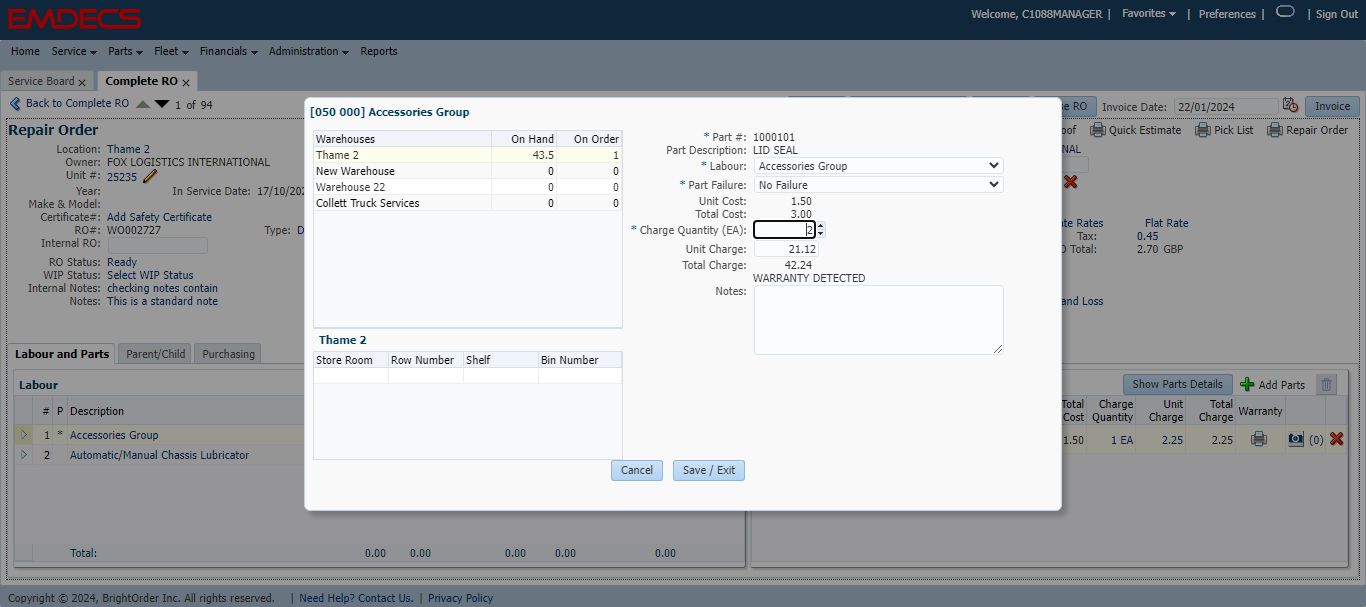 EMDECS
Welcome, C1088MANAGER | Favorites | Preferences | | Sign Out
Home Service Parts Fleet Financials Administration Reports
Service Board x Complete RO x
Back to Complete RO 1 of 94
RO Invoice Date: 22/01/2024 Invoice
Repair Order
Quick Estimate Pick List Repair Order
Location: Thame 2
Owner: FOX LOGISTICS INTERNATIONAL
Unit #: 25235
Year: In Service Date: 17/10/202
Make & Model:
Certificate#: Add Safety Certificate
RO#: WO002727 Type: D
Internal RO:
RO Status: Ready
WIP Status: Select WIP Status
Internal Notes: checking notes contain
Notes: This is a standard note
Rates Flat Rate
Tax: 0.45
Total: 2.70 GBP
and Loss
[050 000] Accessories Group
Warehouses On Hand On Order
Thame 2 43.5 1
New Warehouse 0 0
Warehouse 22 0 0
Collett Truck Services 0 0
Thame 2
Store Room Row Number Shelf Bin Number
* Part #: 1000101
Part Description: LID SEAL
* Labour: Accessories Group
* Part Failure: No Failure
Unit Cost: 1.50
Total Cost: 3.00
* Charge Quantity (EA): 2
Unit Charge: 21.12
Total Charge: 42.24
WARRANTY DETECTED
Notes:
Cancel Save / Exit
Labour and Parts Parent/Child Purchasing
Labour
# P Description
1 * Accessories Group
2 Automatic/Manual Chassis Lubricator
Total: 0.00 0.00 0.00 0.00 0.00
Show Parts Details Add Parts
Total Cost Charge Quantity Unit Charge Total Charge Warranty
1.50 1 EA 2.25 2.25 (0)
Copyright © 2024, BrightOrder Inc. All rights reserved. | Need Help? Contact Us. | Privacy Policy